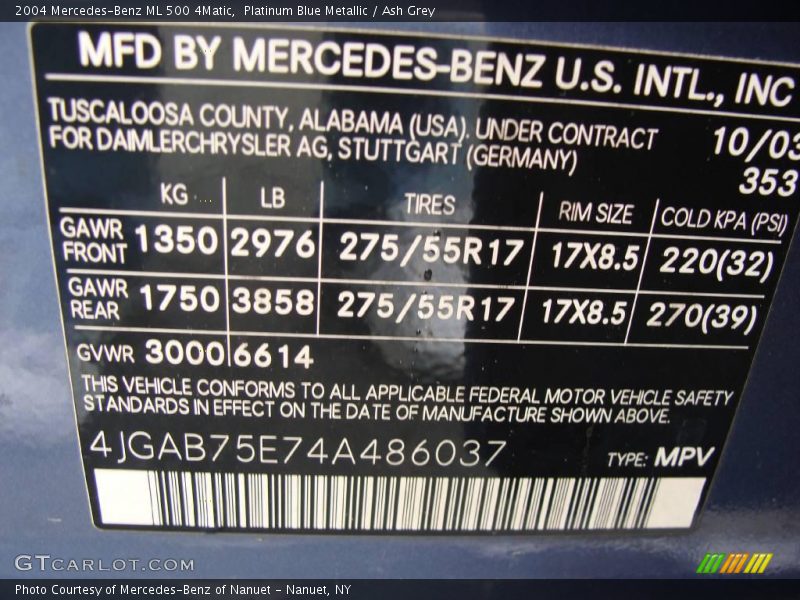 2004 Mercedes-Benz ML 500 4Matic, Platinum Blue Metallic / Ash Grey
MFD BY MERCEDES-BENZ U.S. INTL., INC
TUSCALOOSA COUNTY, ALABAMA (USA). UNDER CONTRACT
FOR DAIMLERCHRYSLER AG, STUTTGART (GERMANY)
10/03
353
KG LB TIRES RIM SIZE COLD KPA (PSI)
GAWR FRONT 1350 2976 275/55R17 17X8.5 220(32)
GAWR REAR 1750 3858 275/55R17 17X8.5 270(39)
GVWR 3000 6614
THIS VEHICLE CONFORMS TO ALL APPLICABLE FEDERAL MOTOR VEHICLE SAFETY
STANDARDS IN EFFECT ON THE DATE OF MANUFACTURE SHOWN ABOVE.
4JGAB75E74A486037 TYPE: MPV
GTCARLOT.COM
Photo Courtesy of Mercedes-Benz of Nanuet - Nanuet, NY